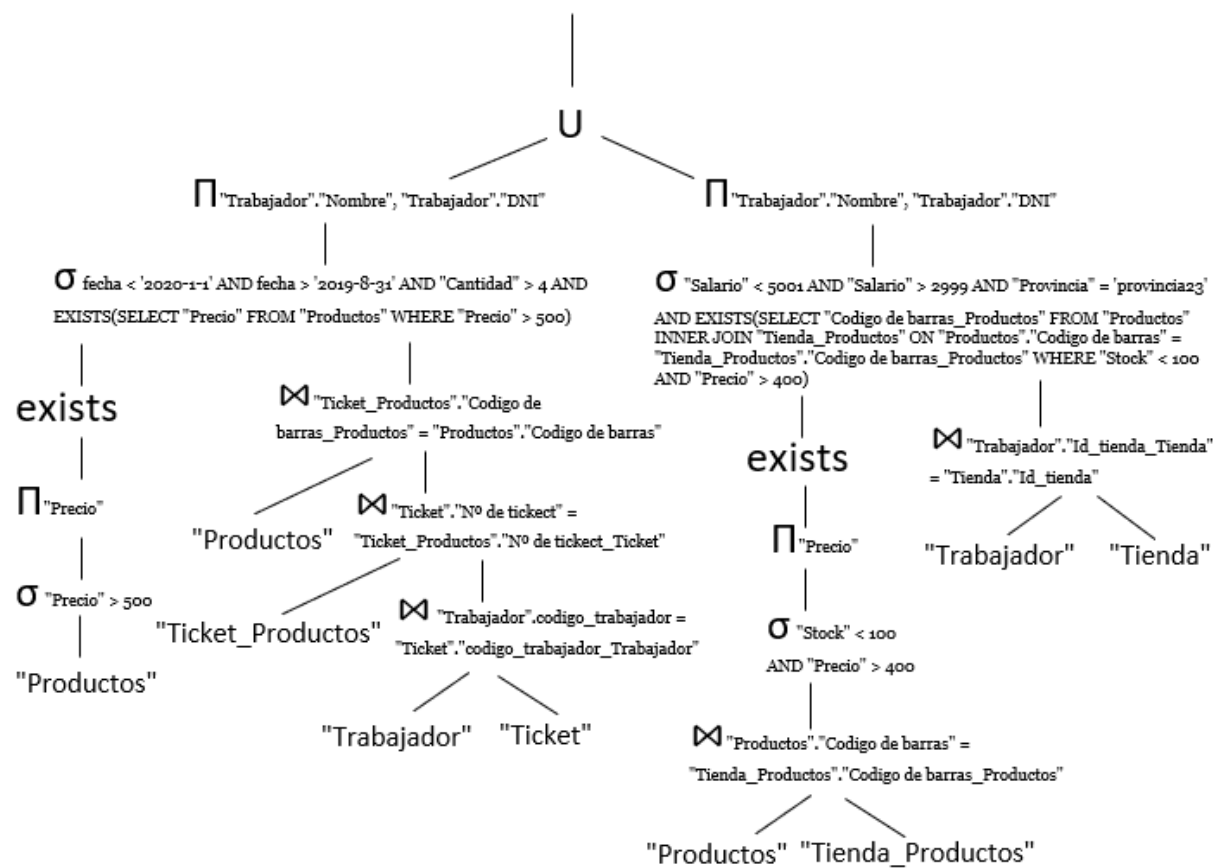 U
Π "Trabajador"."Nombre", "Trabajador"."DNI"
Π "Trabajador"."Nombre", "Trabajador"."DNI"
σ fecha < '2020-1-1' AND fecha > '2019-8-31' AND "Cantidad" > 4 AND
EXISTS(SELECT "Precio" FROM "Productos" WHERE "Precio" > 500)
exists
Π "Precio"
σ "Precio" > 500
"Productos"
⋈ "Ticket_Productos"."Codigo de
barras_Productos" = "Productos"."Codigo de barras"
"Productos"
⋈ "Ticket"."Nº de tickect" =
"Ticket_Productos"."Nº de tickect_Ticket"
"Ticket_Productos"
⋈ "Trabajador".codigo_trabajador =
"Ticket"."codigo_trabajador_Trabajador"
"Trabajador"
"Ticket"
σ "Salario" < 5001 AND "Salario" > 2999 AND "Provincia" = 'provincia23'
AND EXISTS(SELECT "Codigo de barras_Productos" FROM "Productos"
INNER JOIN "Tienda_Productos" ON "Productos"."Codigo de barras" =
"Tienda_Productos"."Codigo de barras_Productos" WHERE "Stock" < 100
AND "Precio" > 400)
exists
Π "Precio"
σ "Stock" < 100
AND "Precio" > 400
⋈ "Productos"."Codigo de barras" =
"Tienda_Productos"."Codigo de barras_Productos"
"Productos"
"Tienda_Productos"
⋈ "Trabajador"."Id_tienda_Tienda"
= "Tienda"."Id_tienda"
"Trabajador"
"Tienda"